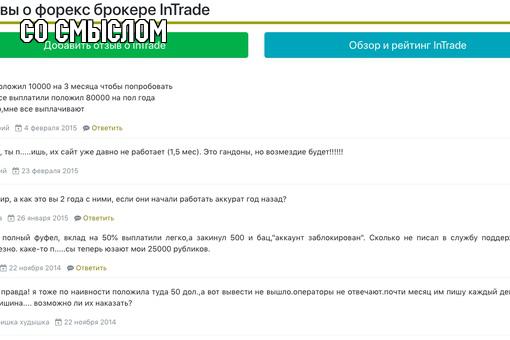 вы о форекс брокере InTrade
СО СМЫСЛОМ
Добавить отзыв о InTrade
Обзор и рейтинг InTrade
оложил 10000 на 3 месяца чтобы попробовать
се выплатили положил 80000 на пол года
о,мне все выплачивают
рий 4 февраля 2015 Ответить
, ты п.....ишь, их сайт уже давно не работает (1,5 мес). Это гандоны, но возмездие будет!!!!!!
ий 23 февраля 2015
ир, а как это вы 2 года с ними, если они начали работать аккурат год назад?
а 26 января 2015 Ответить
полный фуфел, вклад на 50% выплатили легко,а закинул 500 и бац,"аккаунт заблокирован". Сколько не писал в службу поддер
езно. каке-то п.....сы теперь юзают мои 25000 рубликов.
22 ноября 2014 Ответить
правда! я тоже по наивности положила туда 50 дол.,а вот вывести не вышло.операторы не отвечают.почти месяц им пишу каждый де
ишина.... возможно ли их наказать?
ишка худышка 22 ноября 2014